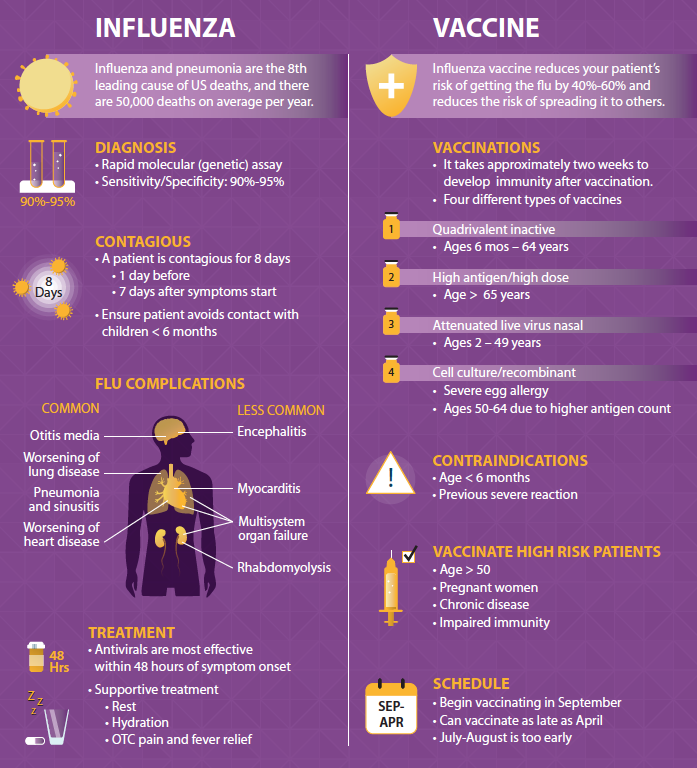 INFLUENZA
Influenza and pneumonia are the 8th
leading cause of US deaths, and there
are 50,000 deaths on average per year.
DIAGNOSIS
• Rapid molecular (genetic) assay
• Sensitivity/Specificity: 90%-95%
90%-95%
CONTAGIOUS
• A patient is contagious for 8 days
• 1 day before
• 7 days after symptoms start
• Ensure patient avoids contact with
children < 6 months
8
Days
FLU COMPLICATIONS
COMMON
Otitis media
Worsening of
lung disease
Pneumonia
and sinusitis
Worsening of
heart disease
LESS COMMON
Encephalitis
Myocarditis
Multisystem
organ failure
Rhabdomyolysis
TREATMENT
• Antivirals are most effective
within 48 hours of symptom onset
48
Hrs
• Supportive treatment
• Rest
• Hydration
• OTC pain and fever relief
Z
Z
Z
VACCINE
Influenza vaccine reduces your patient's
risk of getting the flu by 40%-60% and
reduces the risk of spreading it to others.
VACCINATIONS
• It takes approximately two weeks to
develop immunity after vaccination.
• Four different types of vaccines
1 Quadrivalent inactive
• Ages 6 mos – 64 years
2 High antigen/high dose
• Age > 65 years
3 Attenuated live virus nasal
• Ages 2 – 49 years
4 Cell culture/recombinant
• Severe egg allergy
• Ages 50-64 due to higher antigen count
!
CONTRAINDICATIONS
• Age < 6 months
• Previous severe reaction
VACCINATE HIGH RISK PATIENTS
• Age > 50
• Pregnant women
• Chronic disease
• Impaired immunity
SCHEDULE
• Begin vaccinating in September
• Can vaccinate as late as April
• July-August is too early
SEP-
APR